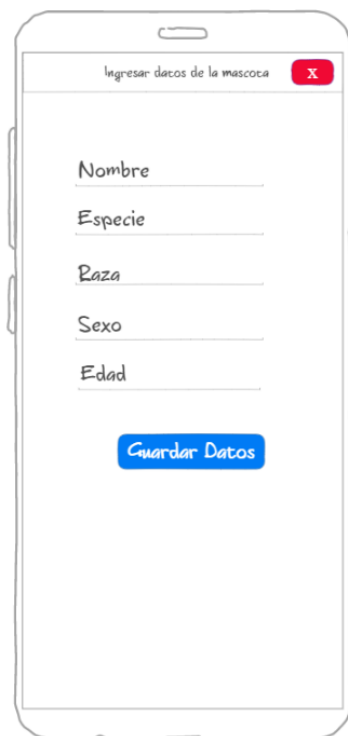 Ingresar datos de la mascota X
Nombre
Especie
Raza
Sexo
Edad
Guardar Datos